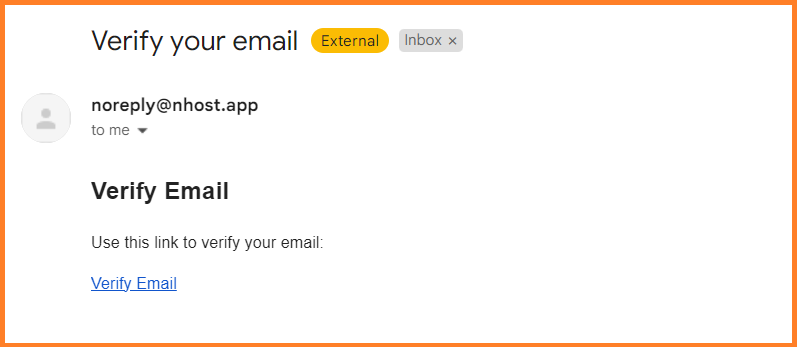 Verify your email External Inbox ×
noreply@nhost.app
to me
Verify Email
Use this link to verify your email:
Verify Email